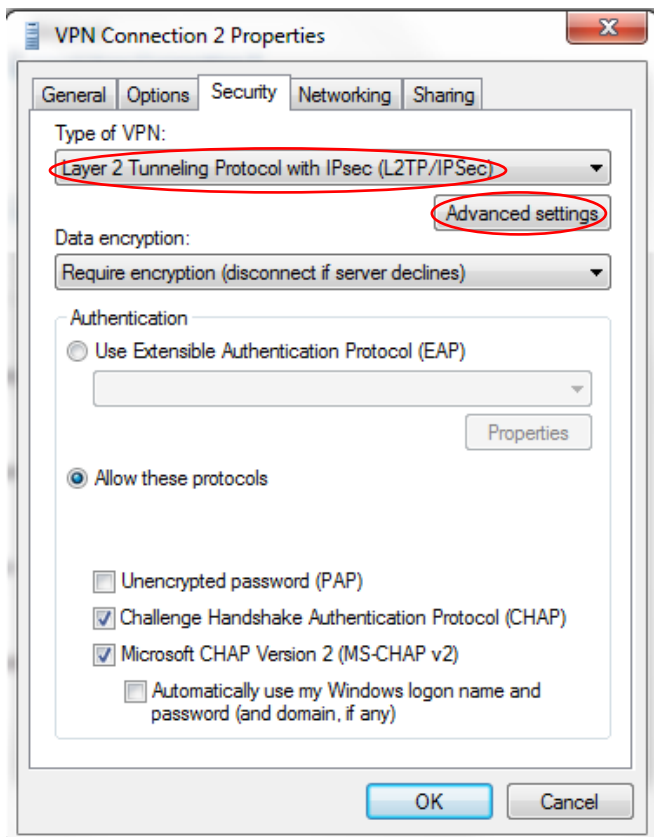 VPN Connection 2 Properties
General Options Security Networking Sharing
Type of VPN:
Layer 2 Tunneling Protocol with IPsec (L2TP/IPSec)
Advanced settings
Data encryption:
Require encryption (disconnect if server declines)
Authentication
Use Extensible Authentication Protocol (EAP)
Properties
Allow these protocols
Unencrypted password (PAP)
Challenge Handshake Authentication Protocol (CHAP)
Microsoft CHAP Version 2 (MS-CHAP v2)
Automatically use my Windows logon name and
password (and domain, if any)
OK Cancel